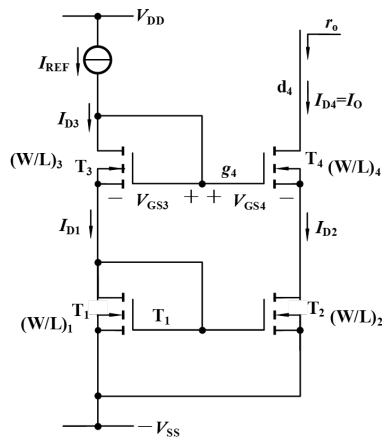 V_DD
r_o
I_REF
d_4
I_D4=I_O
I_D3
(W/L)_3
T_3
T_4
(W/L)_4
g_4
− V_GS3 + + V_GS4 −
I_D1
I_D2
T_1
T_1
T_2
(W/L)_1
(W/L)_2
−V_SS